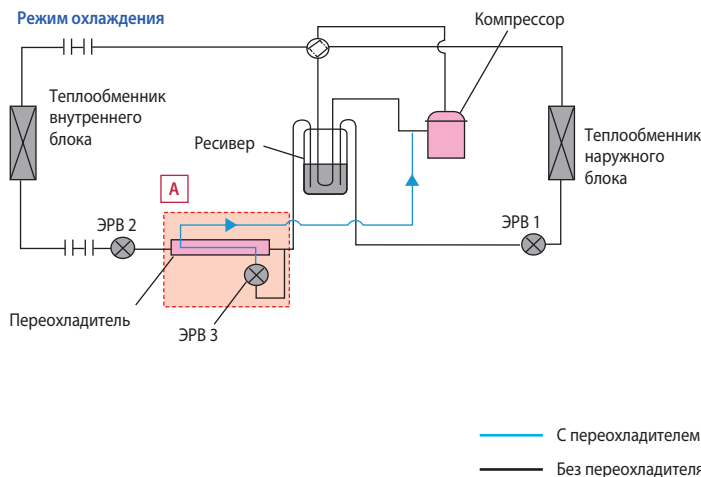 Режим охлаждения
Компрессор
Теплообменник
внутреннего
блока
Ресивер
Теплообменник
наружного
блока
А
ЭРВ 2
ЭРВ 1
Переохладитель
ЭРВ 3
С переохладителем
Без переохладителя